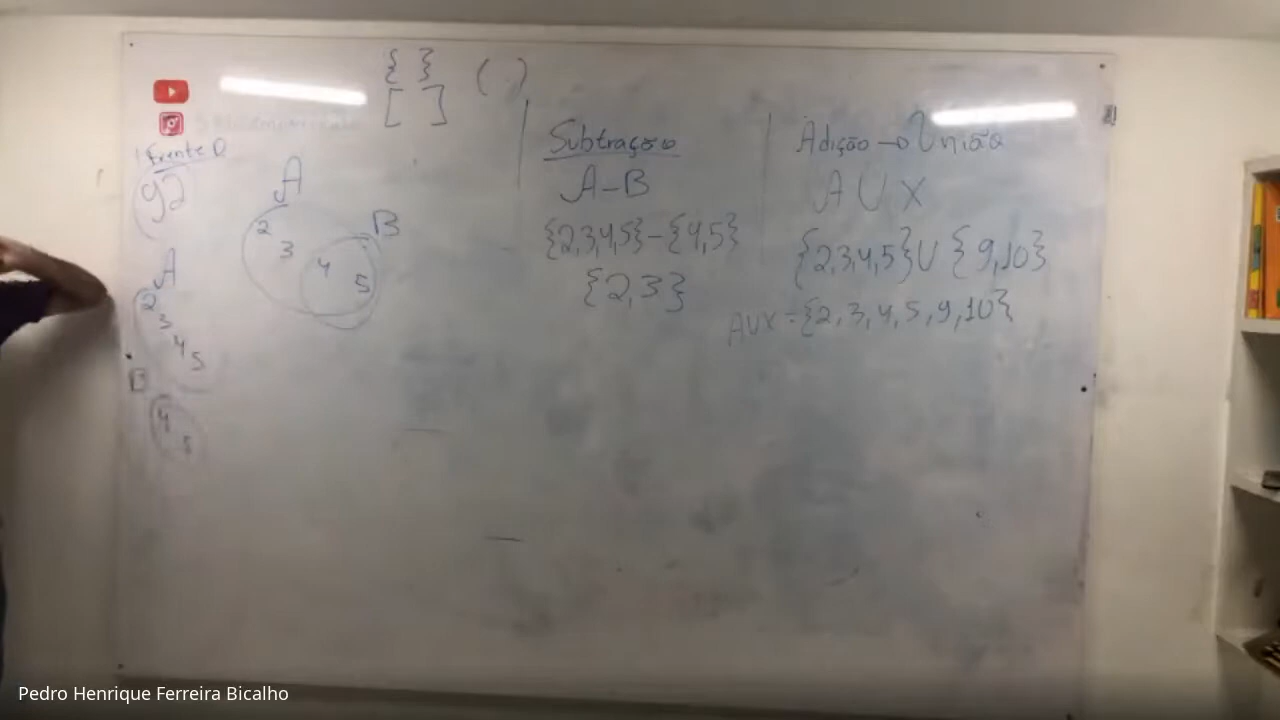 { } ( )
[ ]
Frente D
92
A
2
3
4
5
B
4
5
A
B
2
3
4
5
Subtração
A-B
{2,3,4,5}-{4,5}
{2,3}
Adição → União
A U X
{2,3,4,5} U {9,10}
AUX = {2, 3, 4, 5, 9, 10}
Pedro Henrique Ferreira Bicalho